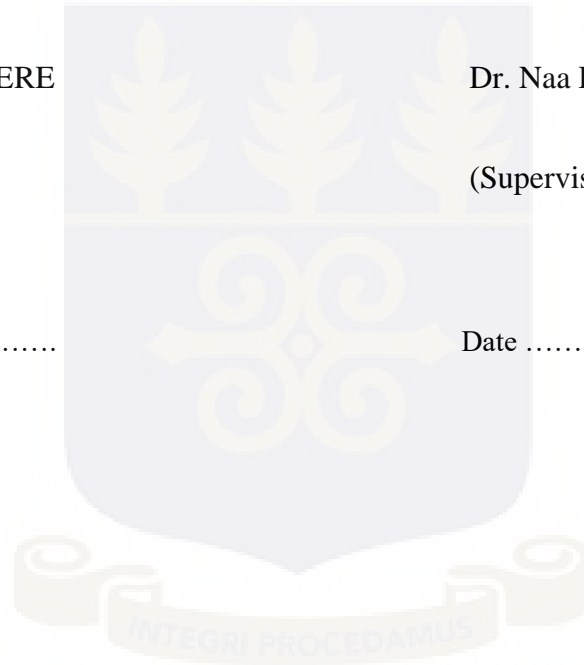 ERE Dr. Naa
(Supervis
……. Date ……
INTEGRI PROCEDAMUS